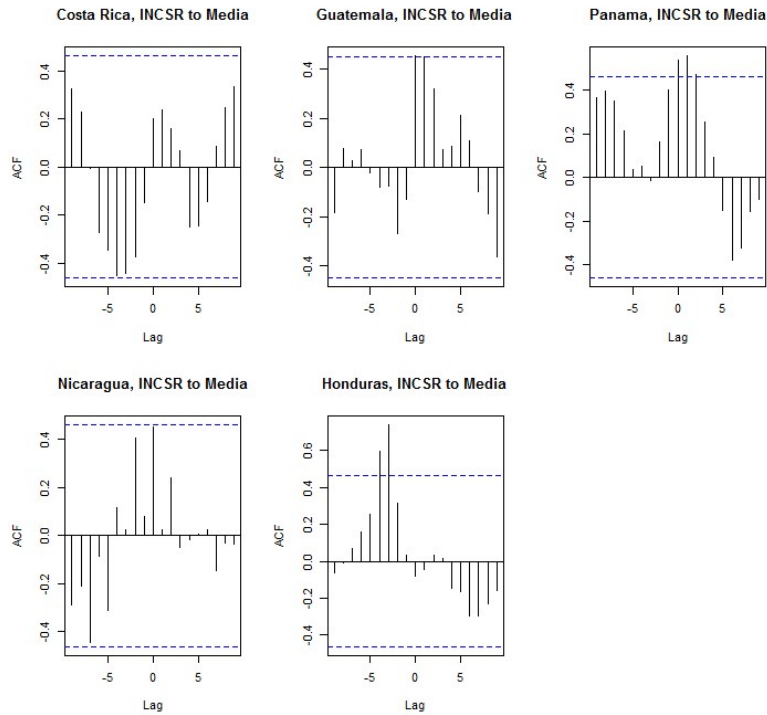 Costa Rica, INCSR to Media
ACF
0.4
0.2
0.0
-0.2
-0.4
-5 0 5
Lag
Guatemala, INCSR to Media
ACF
0.4
0.2
0.0
-0.2
-0.4
-5 0 5
Lag
Panama, INCSR to Media
ACF
0.4
0.2
0.0
-0.2
-0.4
-5 0 5
Lag
Nicaragua, INCSR to Media
ACF
0.4
0.2
0.0
-0.2
-0.4
-5 0 5
Lag
Honduras, INCSR to Media
ACF
0.6
0.4
0.2
0.0
-0.2
-0.4
-5 0 5
Lag